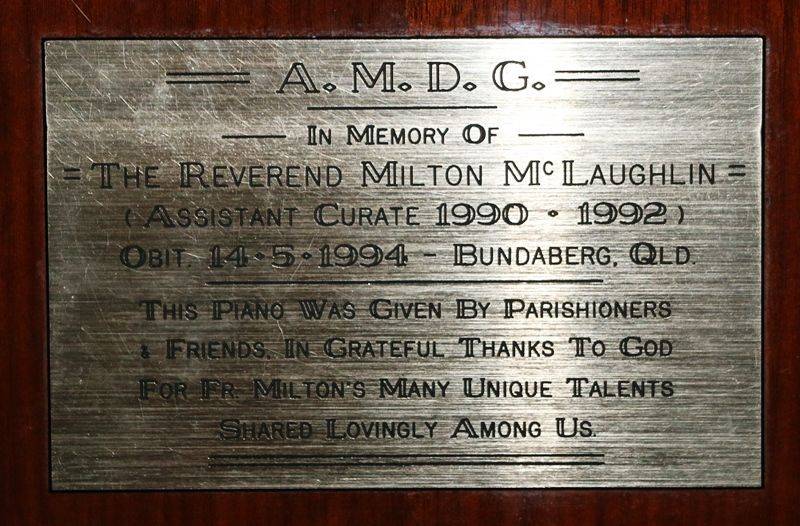 A. M. D. G.
In Memory Of
= The Reverend Milton McLaughlin =
( Assistant Curate 1990 • 1992 )
Obit. 14•5•1994 – Bundaberg, Qld.
This Piano Was Given By Parishioners
& Friends, In Grateful Thanks To God
For Fr. Milton's Many Unique Talents
Shared Lovingly Among Us.